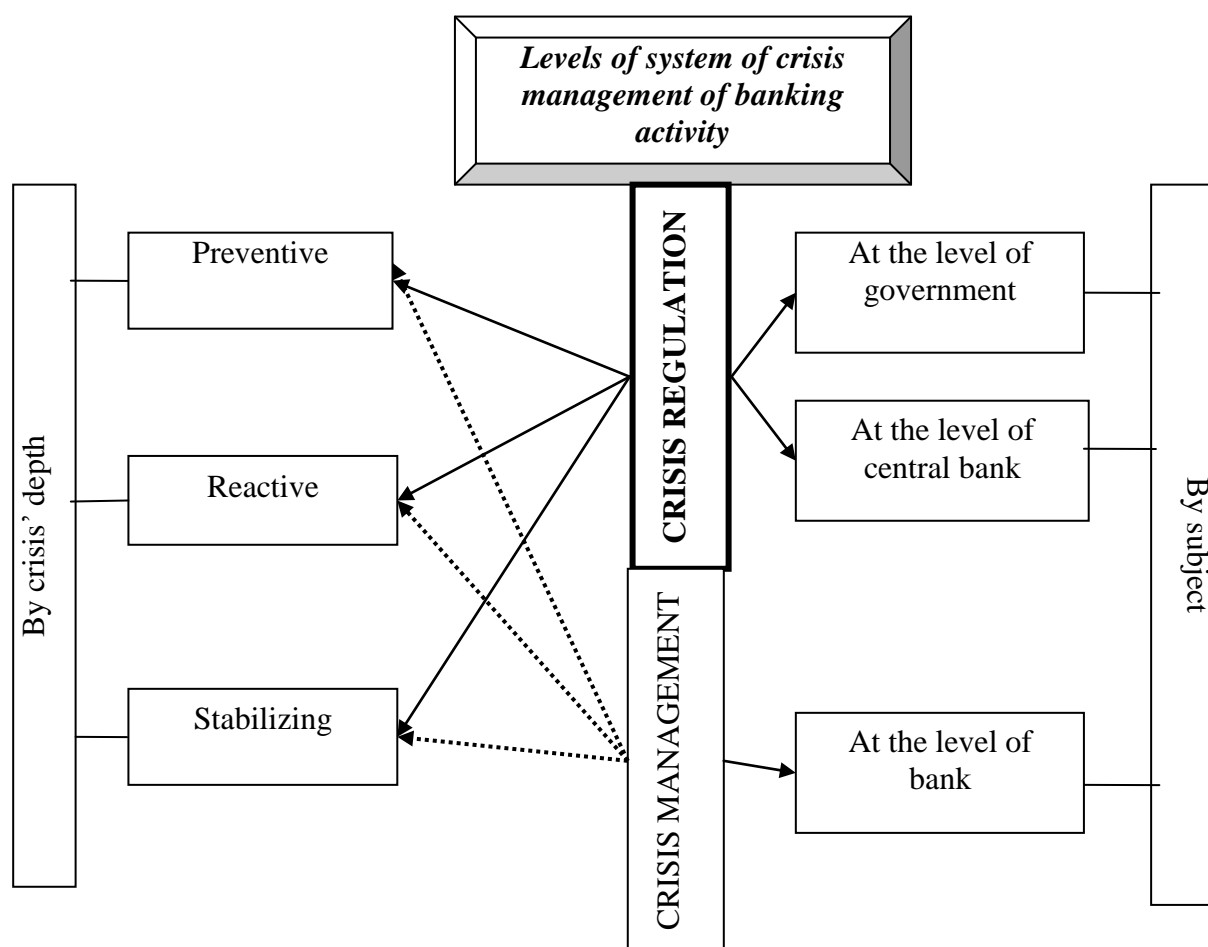 Levels of system of crisis
management of banking
activity
By crisis’ depth
Preventive
Reactive
Stabilizing
CRISIS REGULATION
CRISIS MANAGEMENT
At the level of
government
At the level of
central bank
At the level of
bank
By subject